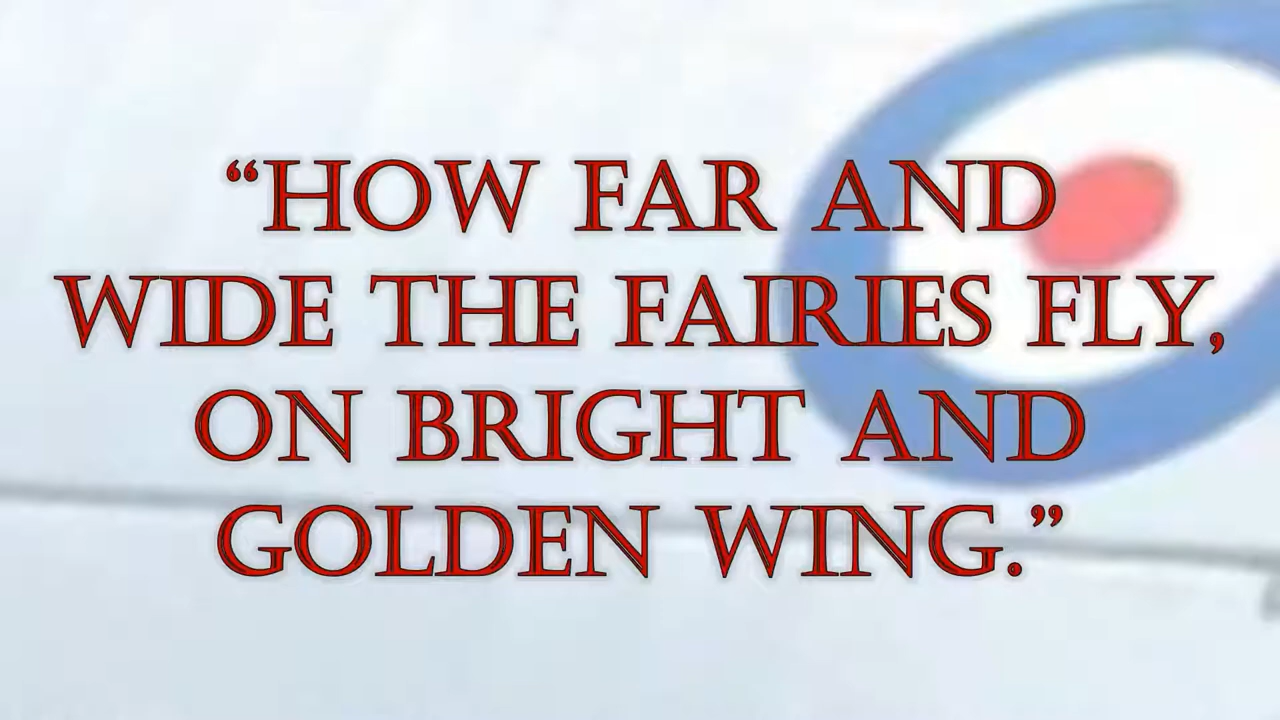 “HOW FAR AND
WIDE THE FAIRIES FLY,
ON BRIGHT AND
GOLDEN WING.”